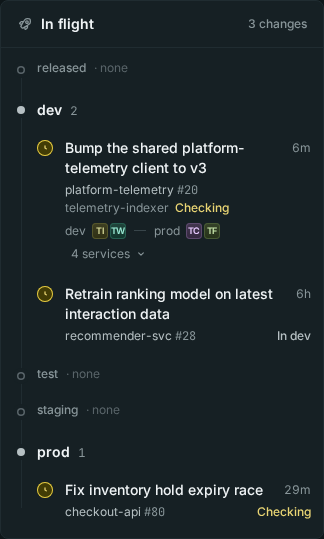 In flight 3 changes
released · none
dev 2
Bump the shared platform- 6m
telemetry client to v3
platform-telemetry #20
telemetry-indexer Checking
dev TI TW — prod TC TF
4 services
Retrain ranking model on latest 6h
interaction data
recommender-svc #28 In dev
test · none
staging · none
prod 1
Fix inventory hold expiry race 29m
checkout-api #80 Checking